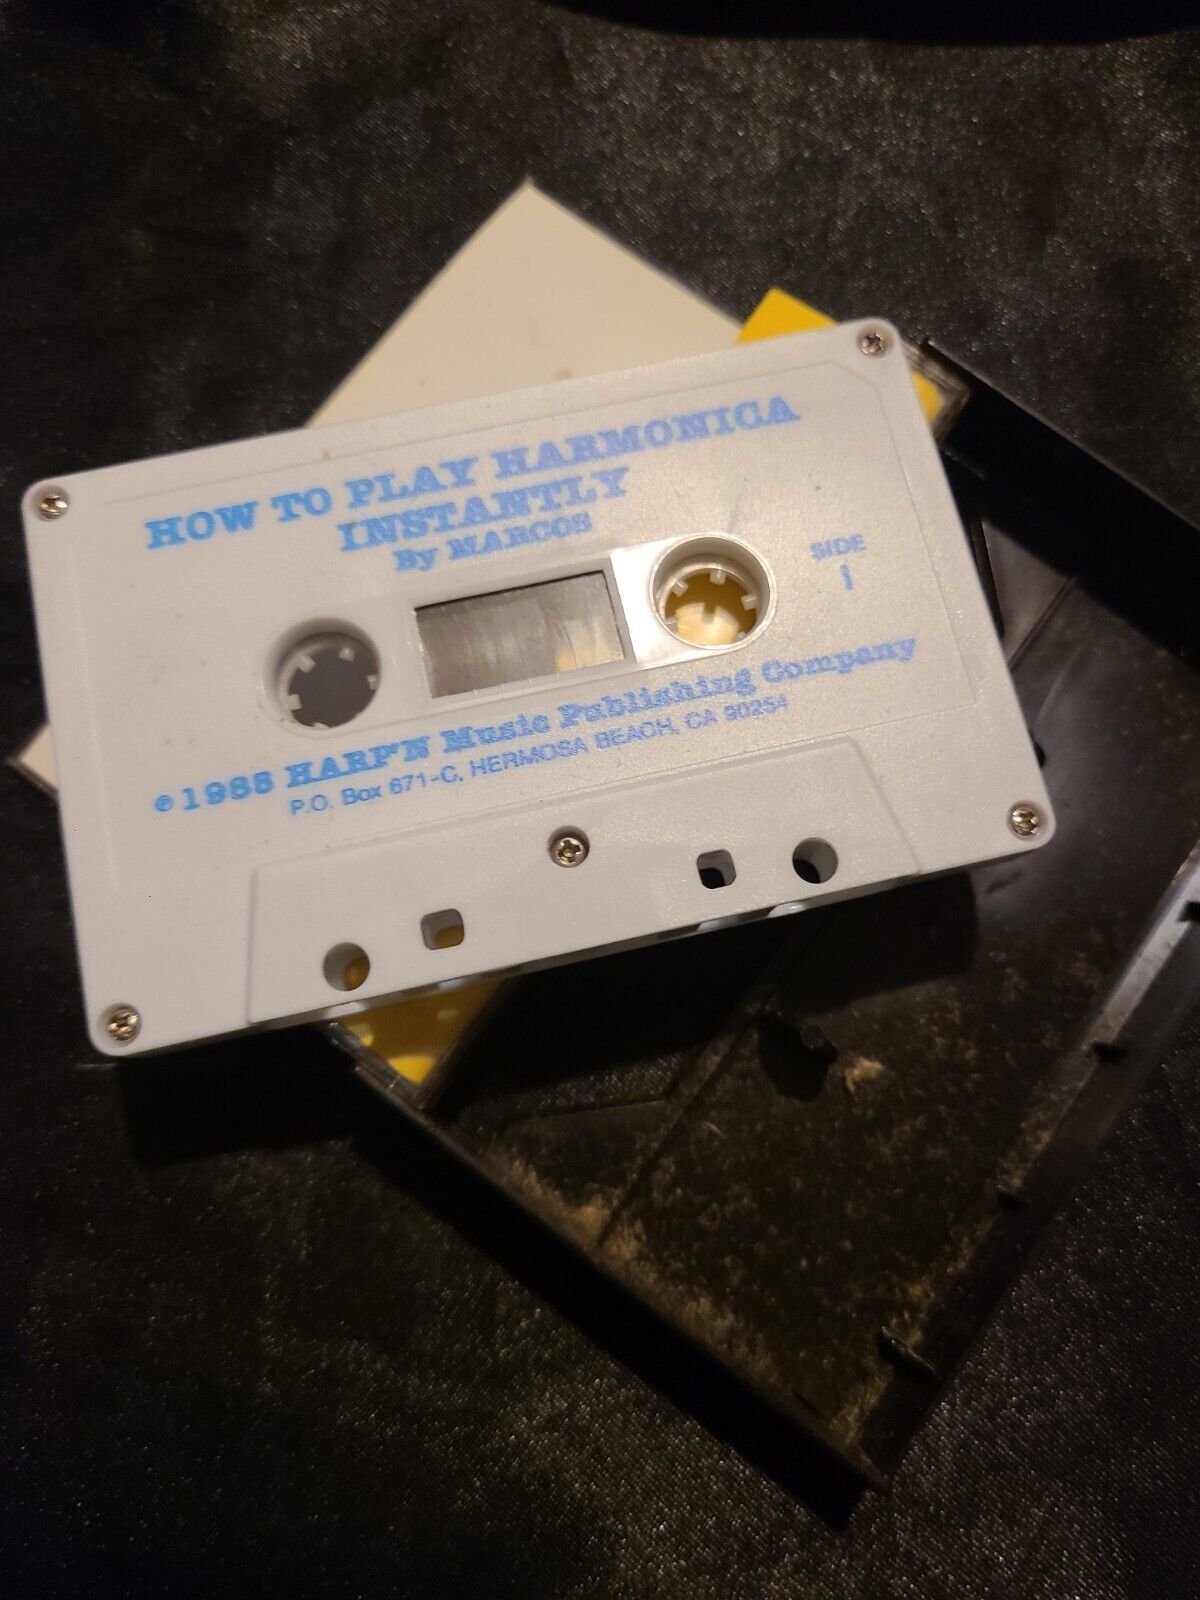 HOW TO PLAY HARMONICA
INSTANTLY
By MARCOS
SIDE
1
℗ 1988 HARP'N Music Publishing Company
P.O. Box 671-C, HERMOSA BEACH, CA 90254